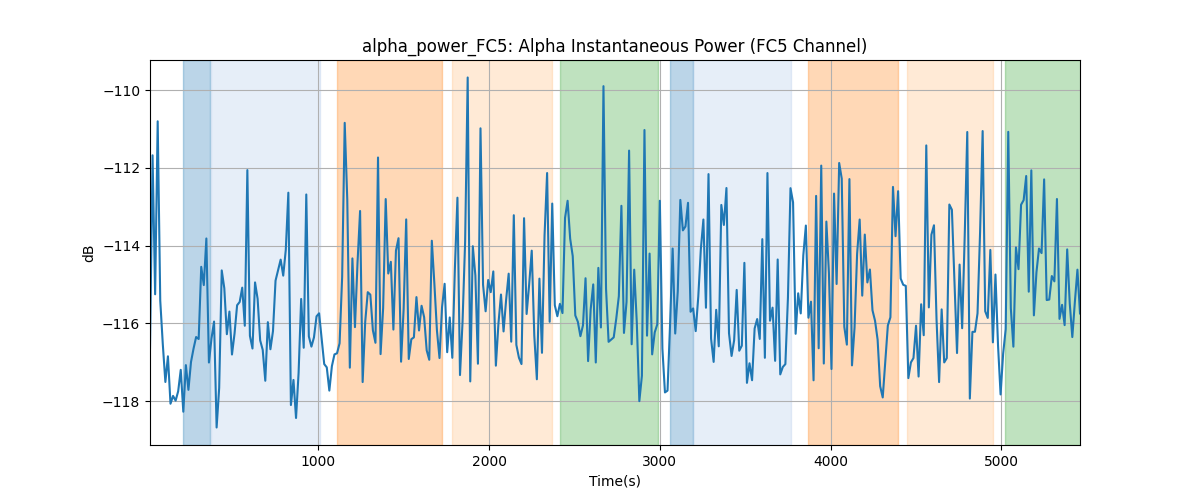 alpha_power_FC5: Alpha Instantaneous Power (FC5 Channel)
dB
−110
−112
−114
−116
−118
1000 2000 3000 4000 5000
Time(s)